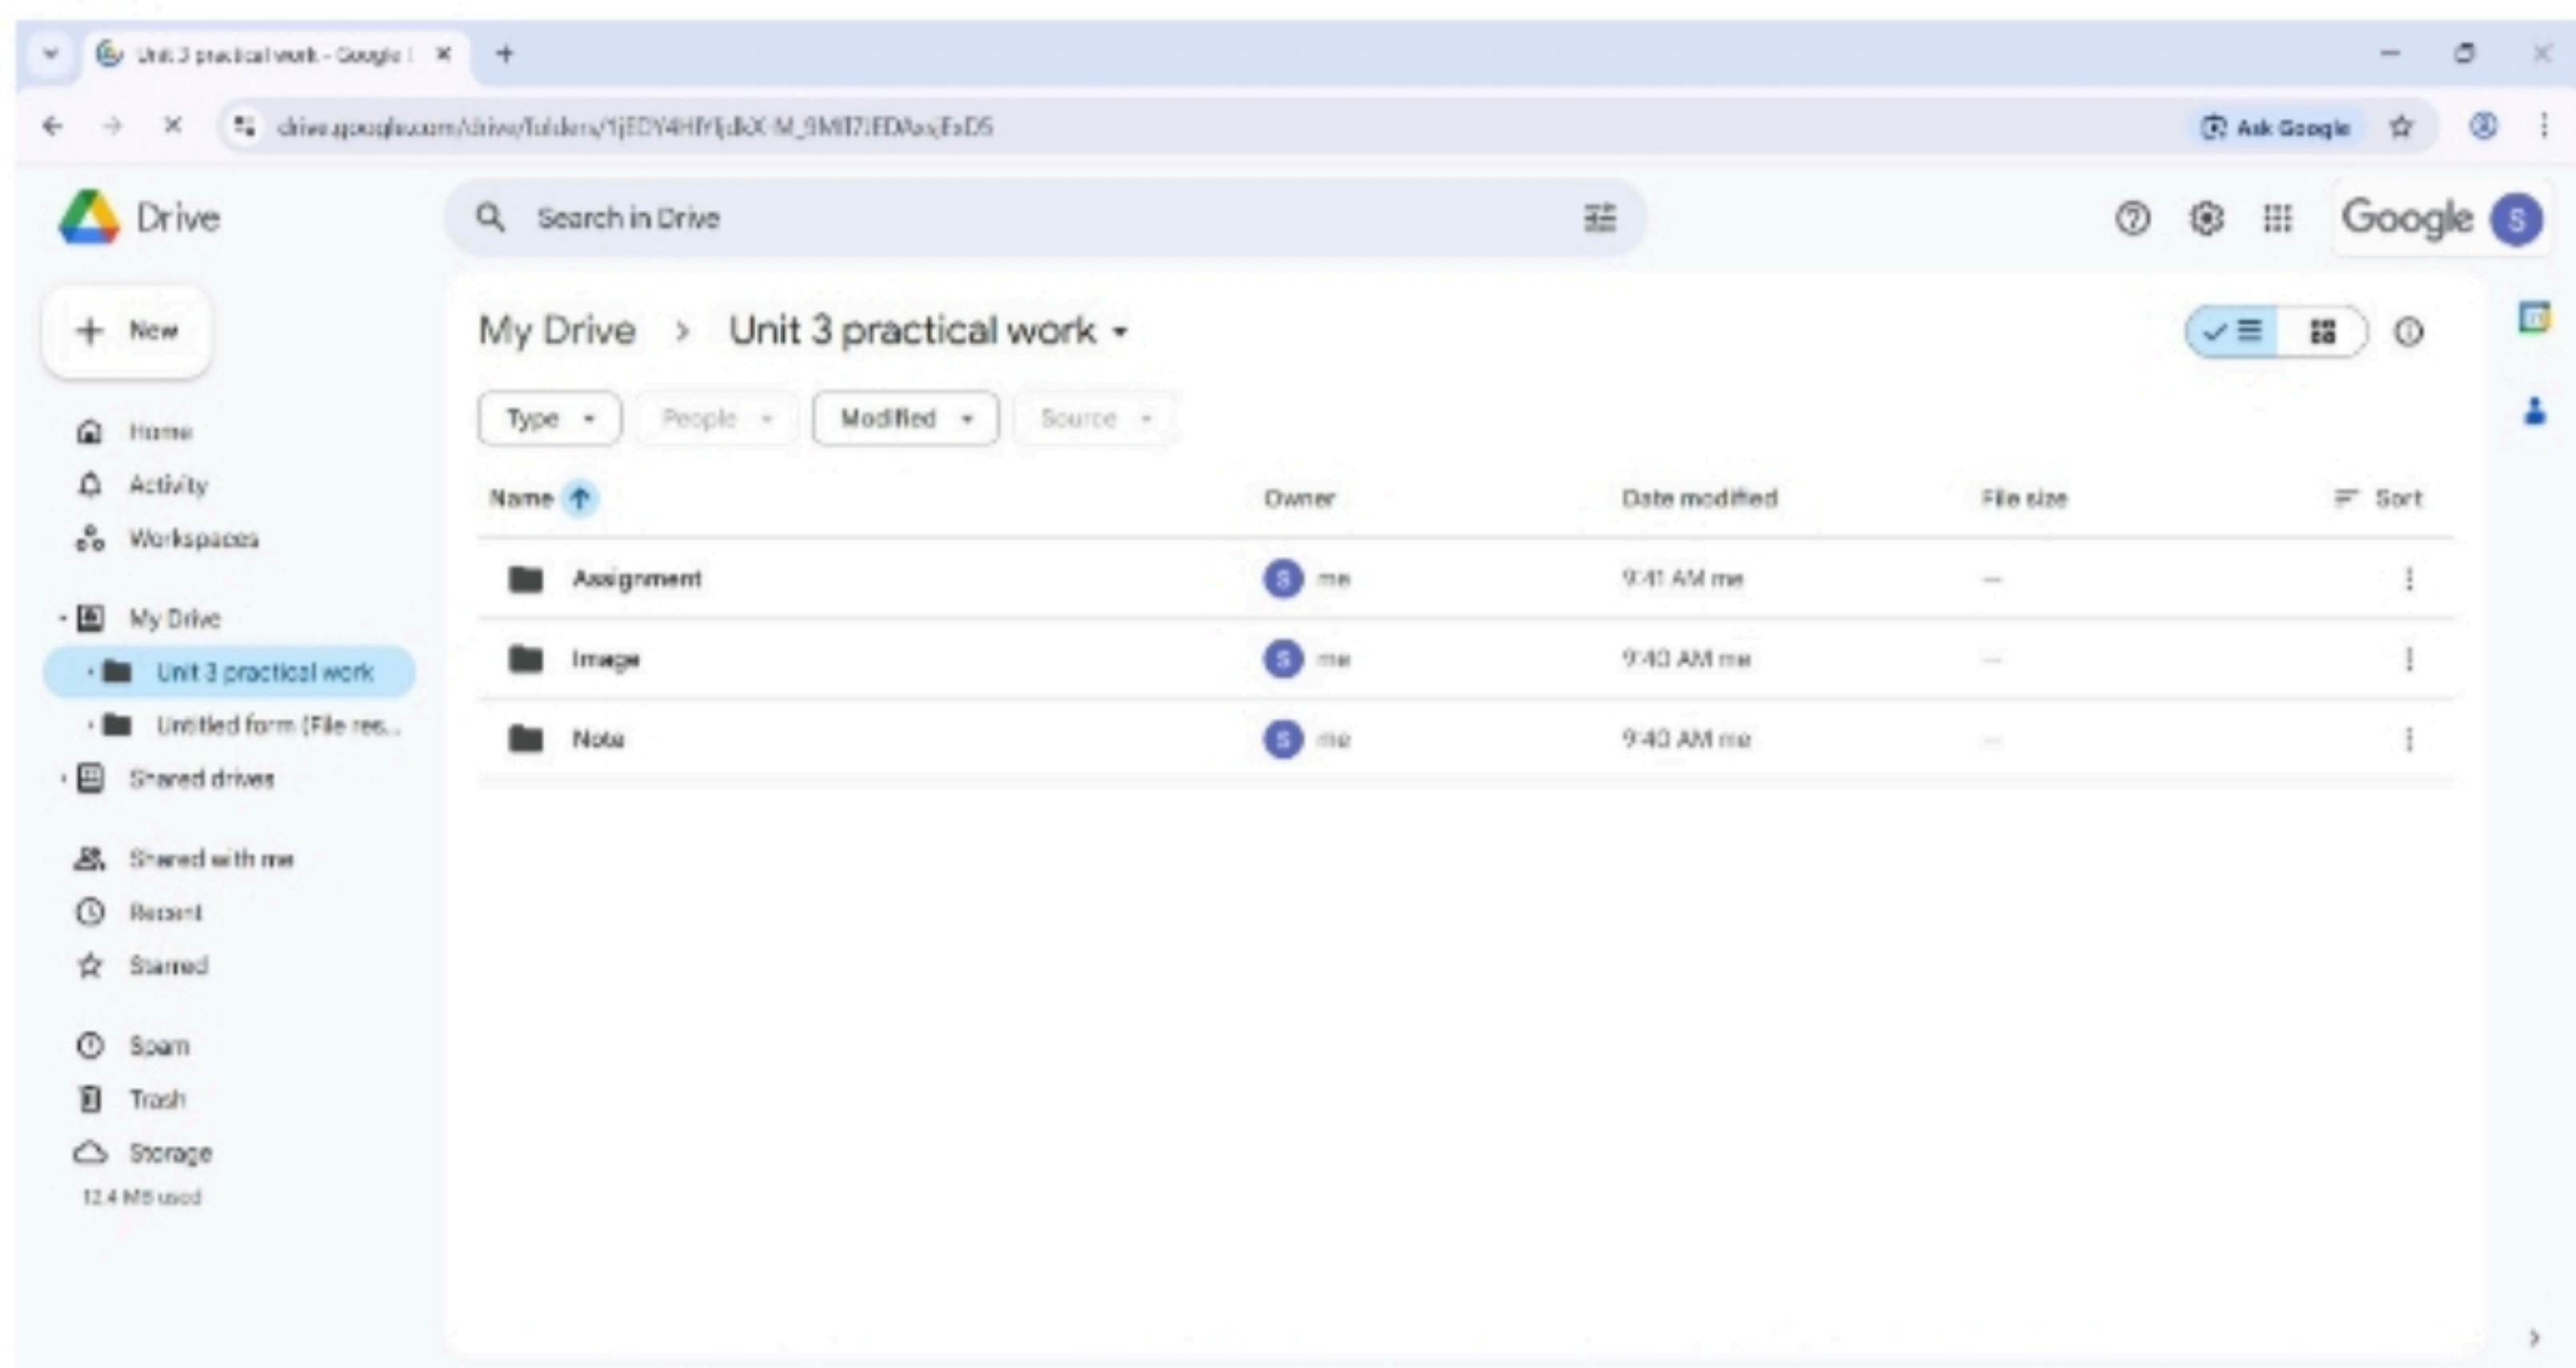 Unit 3 practical work - Google
Ask Google
Drive
Search in Drive
Google S
New
My Drive > Unit 3 practical work
Type People Modified Source
Home
Activity
Workspaces
My Drive
Unit 3 practical work
Untitled form (File res...
Shared drives
Shared with me
Recent
Starred
Spam
Trash
Storage
12.4 MB used
Name Owner Date modified File size Sort
Assignment S me 9:41 AM me —
Image S me 9:40 AM me —
Note S me 9:40 AM me —